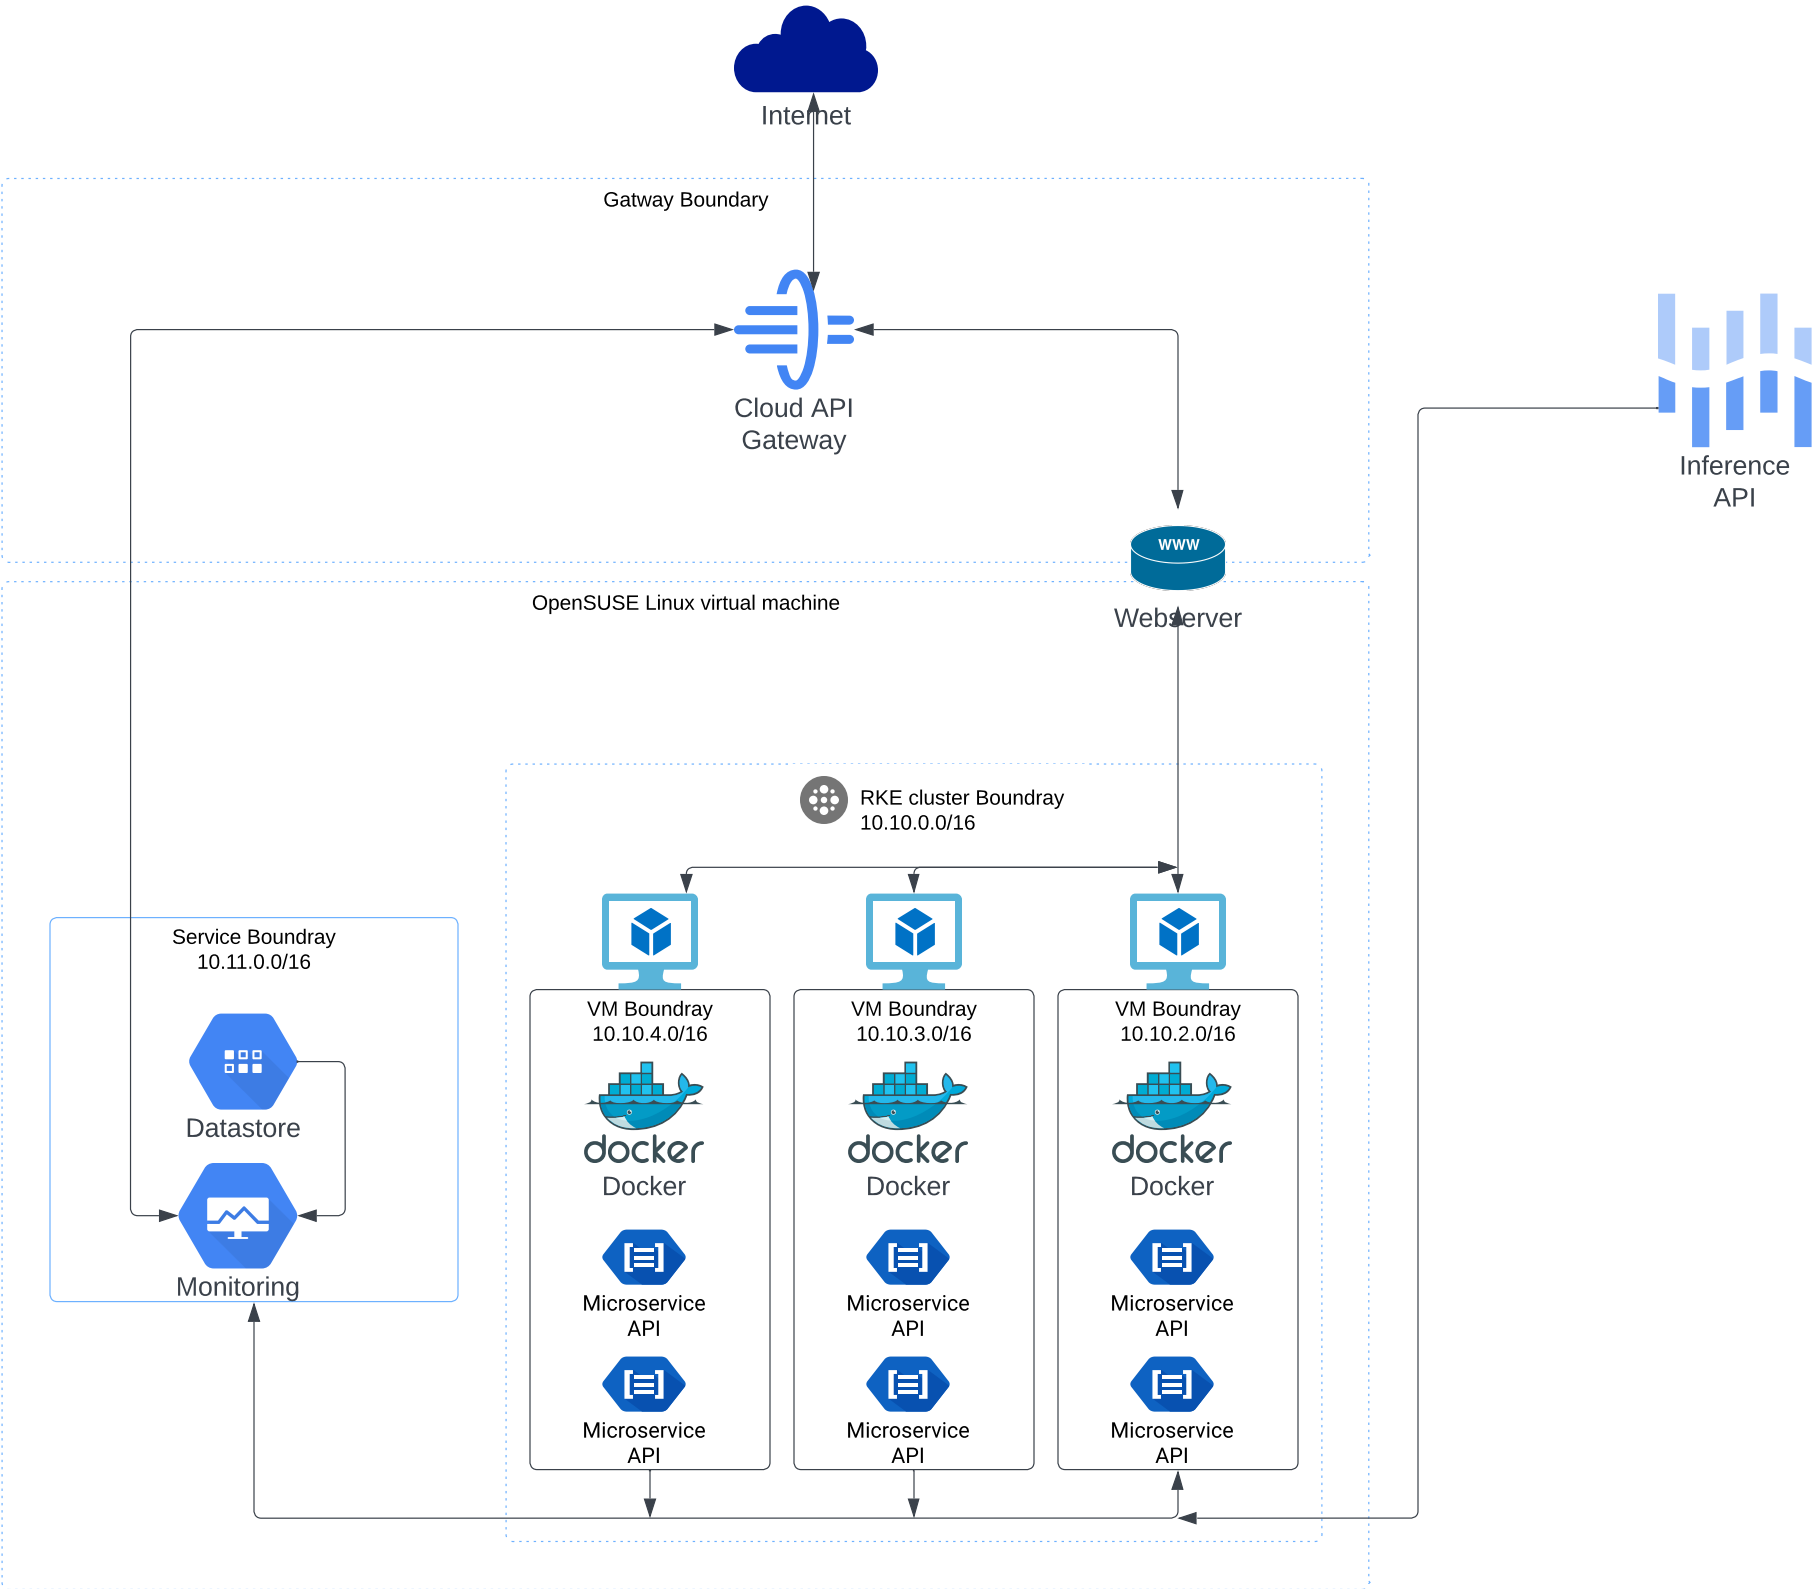 Internet
Gatway Boundary
Cloud API
Gateway
Inference
API
www
Webserver
OpenSUSE Linux virtual machine
RKE cluster Boundray
10.10.0.0/16
Service Boundray
10.11.0.0/16
Datastore
Monitoring
VM Boundray
10.10.4.0/16
docker
Docker
Microservice
API
Microservice
API
VM Boundray
10.10.3.0/16
docker
Docker
Microservice
API
Microservice
API
VM Boundray
10.10.2.0/16
docker
Docker
Microservice
API
Microservice
API